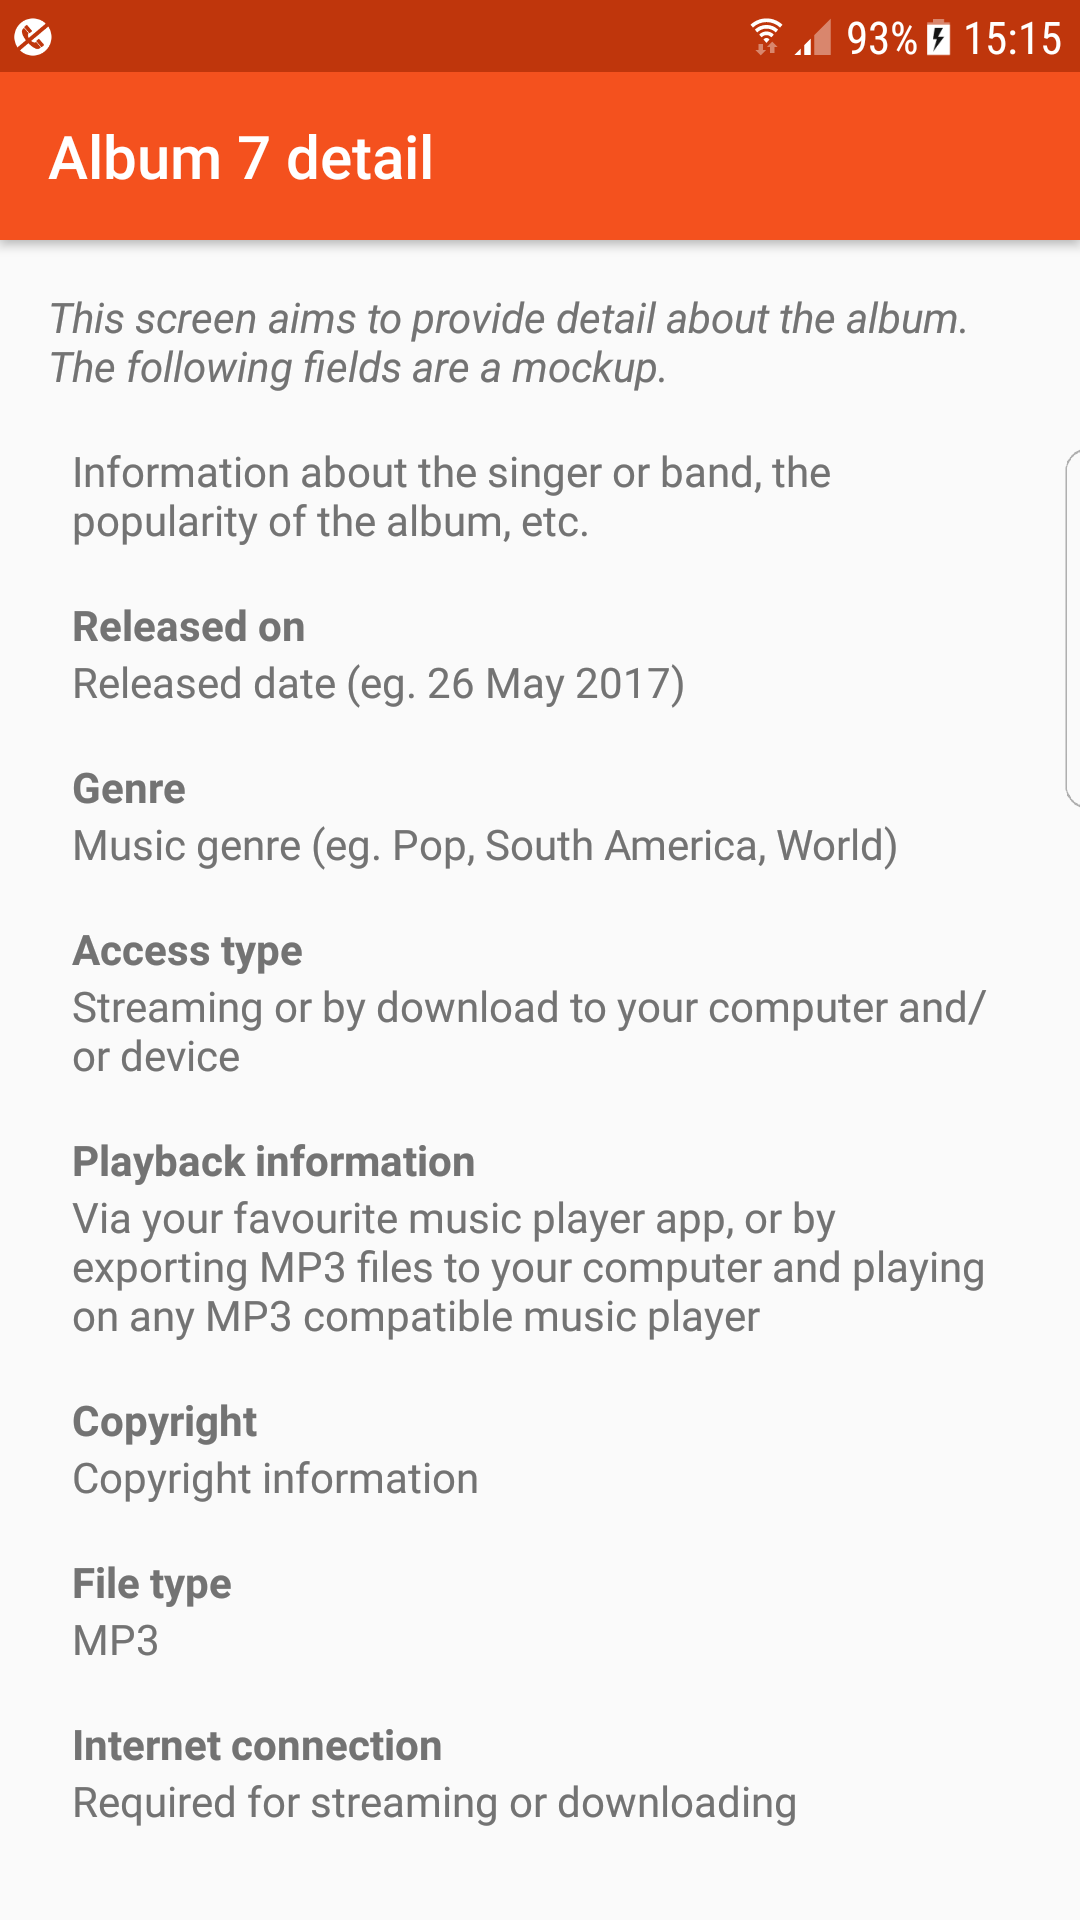 93% 15:15
Album 7 detail
This screen aims to provide detail about the album.
The following fields are a mockup.
Information about the singer or band, the
popularity of the album, etc.
Released on
Released date (eg. 26 May 2017)
Genre
Music genre (eg. Pop, South America, World)
Access type
Streaming or by download to your computer and/
or device
Playback information
Via your favourite music player app, or by
exporting MP3 files to your computer and playing
on any MP3 compatible music player
Copyright
Copyright information
File type
MP3
Internet connection
Required for streaming or downloading